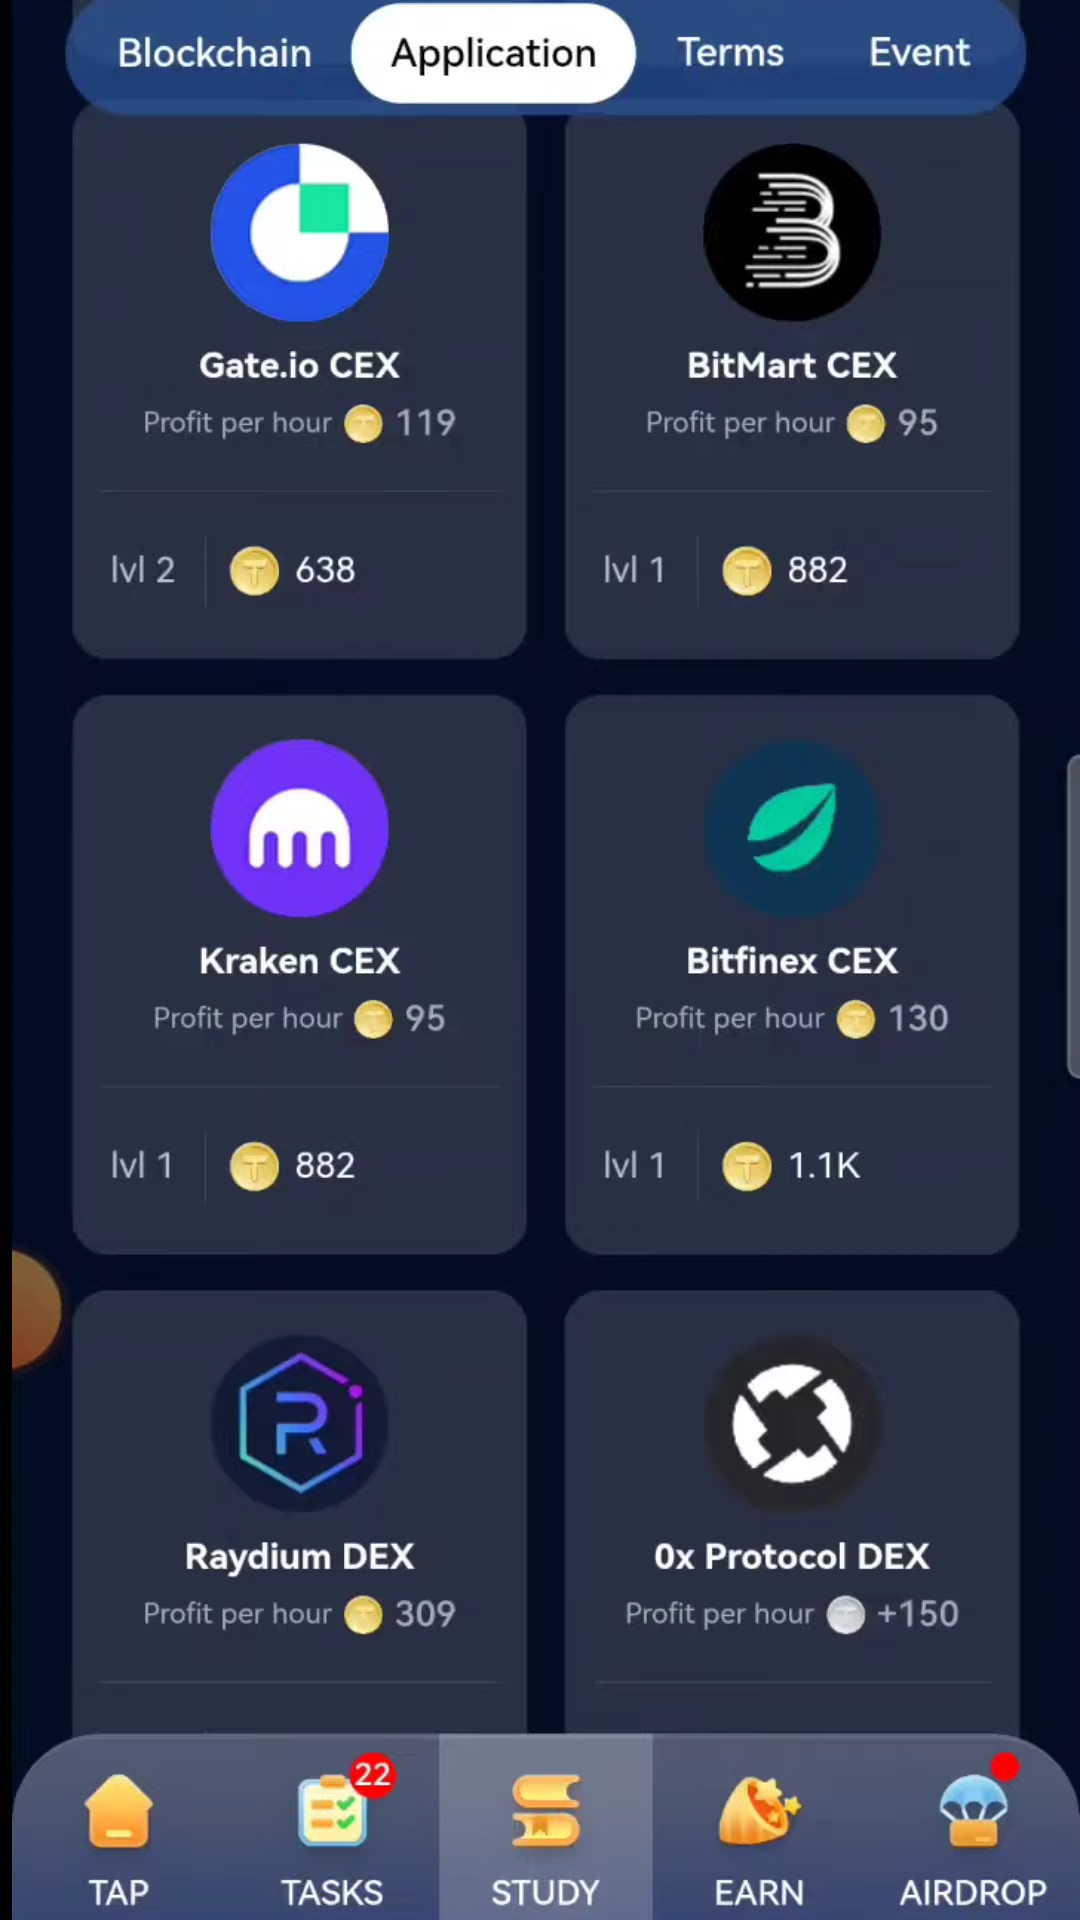 Blockchain Application Terms Event
Gate.io CEX
Profit per hour 119
lvl 2 638
BitMart CEX
Profit per hour 95
lvl 1 882
Kraken CEX
Profit per hour 95
lvl 1 882
Bitfinex CEX
Profit per hour 130
lvl 1 1.1K
Raydium DEX
Profit per hour 309
0x Protocol DEX
Profit per hour +150
22
TAP TASKS STUDY EARN AIRDROP